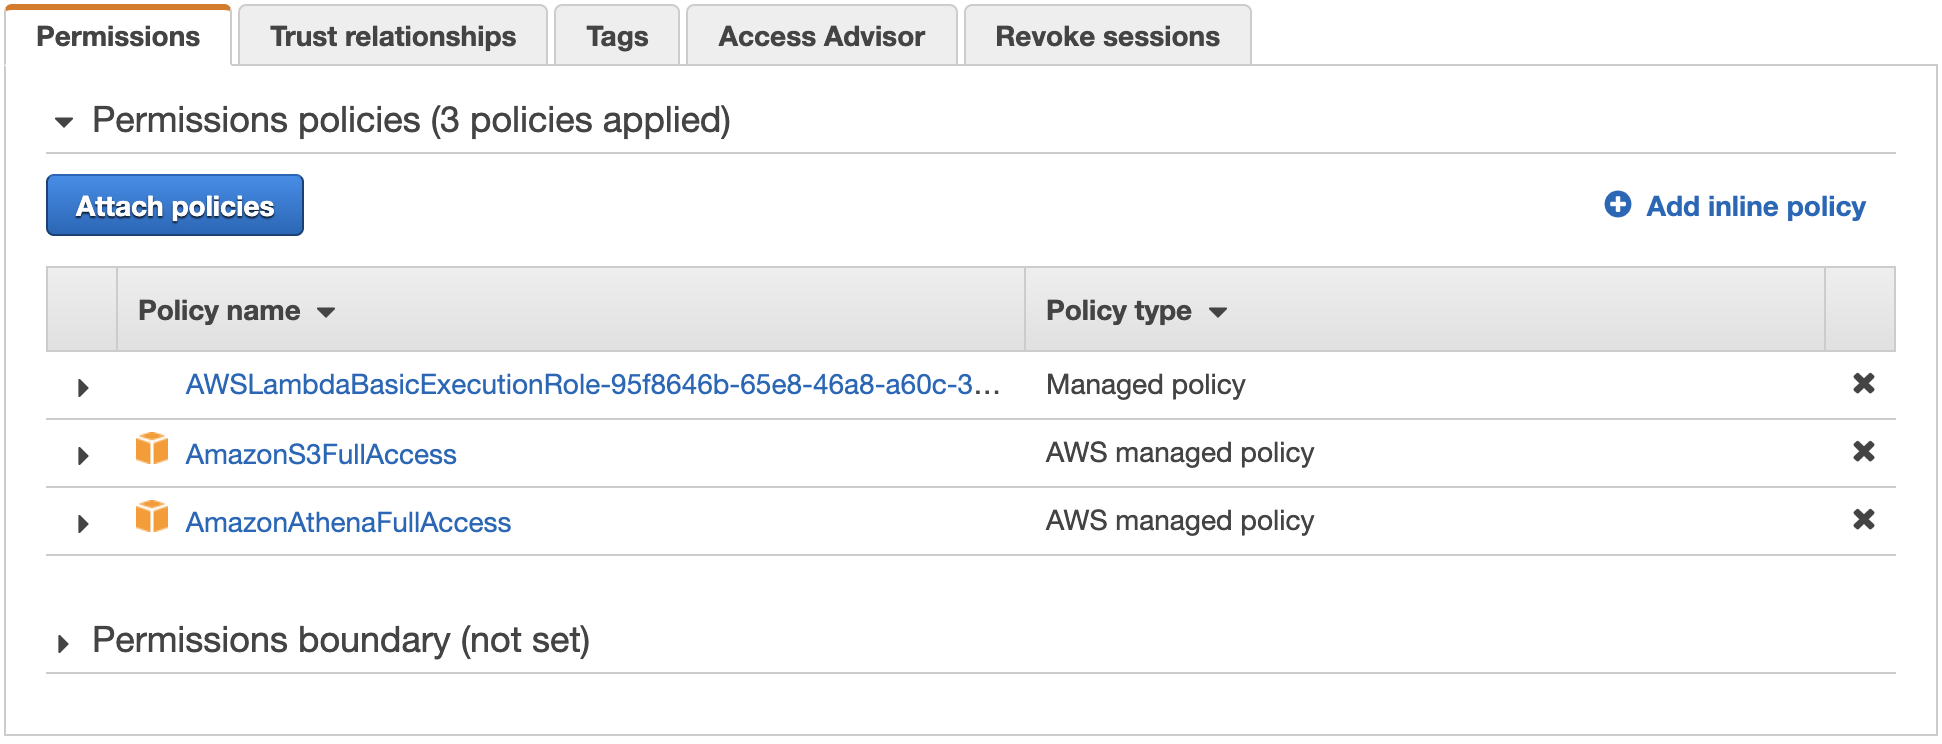 Permissions Trust relationships Tags Access Advisor Revoke sessions
Permissions policies (3 policies applied)
Attach policies Add inline policy
Policy name Policy type
AWSLambdaBasicExecutionRole-95f8646b-65e8-46a8-a60c-3... Managed policy
AmazonS3FullAccess AWS managed policy
AmazonAthenaFullAccess AWS managed policy
Permissions boundary (not set)